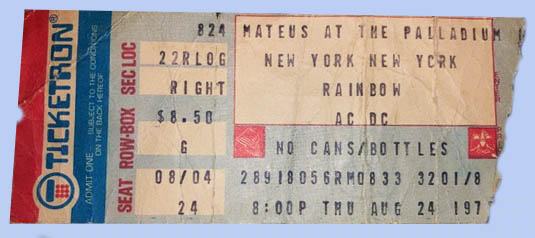 TICKETRON®
SUBJECT TO THE CONDITIONS
ON THE BACK HEREOF
ADMIT ONE
SEAT ROW-BOX SEC LOC
824
22RLOG
RIGHT
$8.50
G
08/04
24
MATEUS AT THE PALLADIUM
NEW YORK NEW YORK
RAINBOW
AC DC
NO CANS/BOTTLES
28918056RM0833 3201/8
8:00P THU AUG 24 197